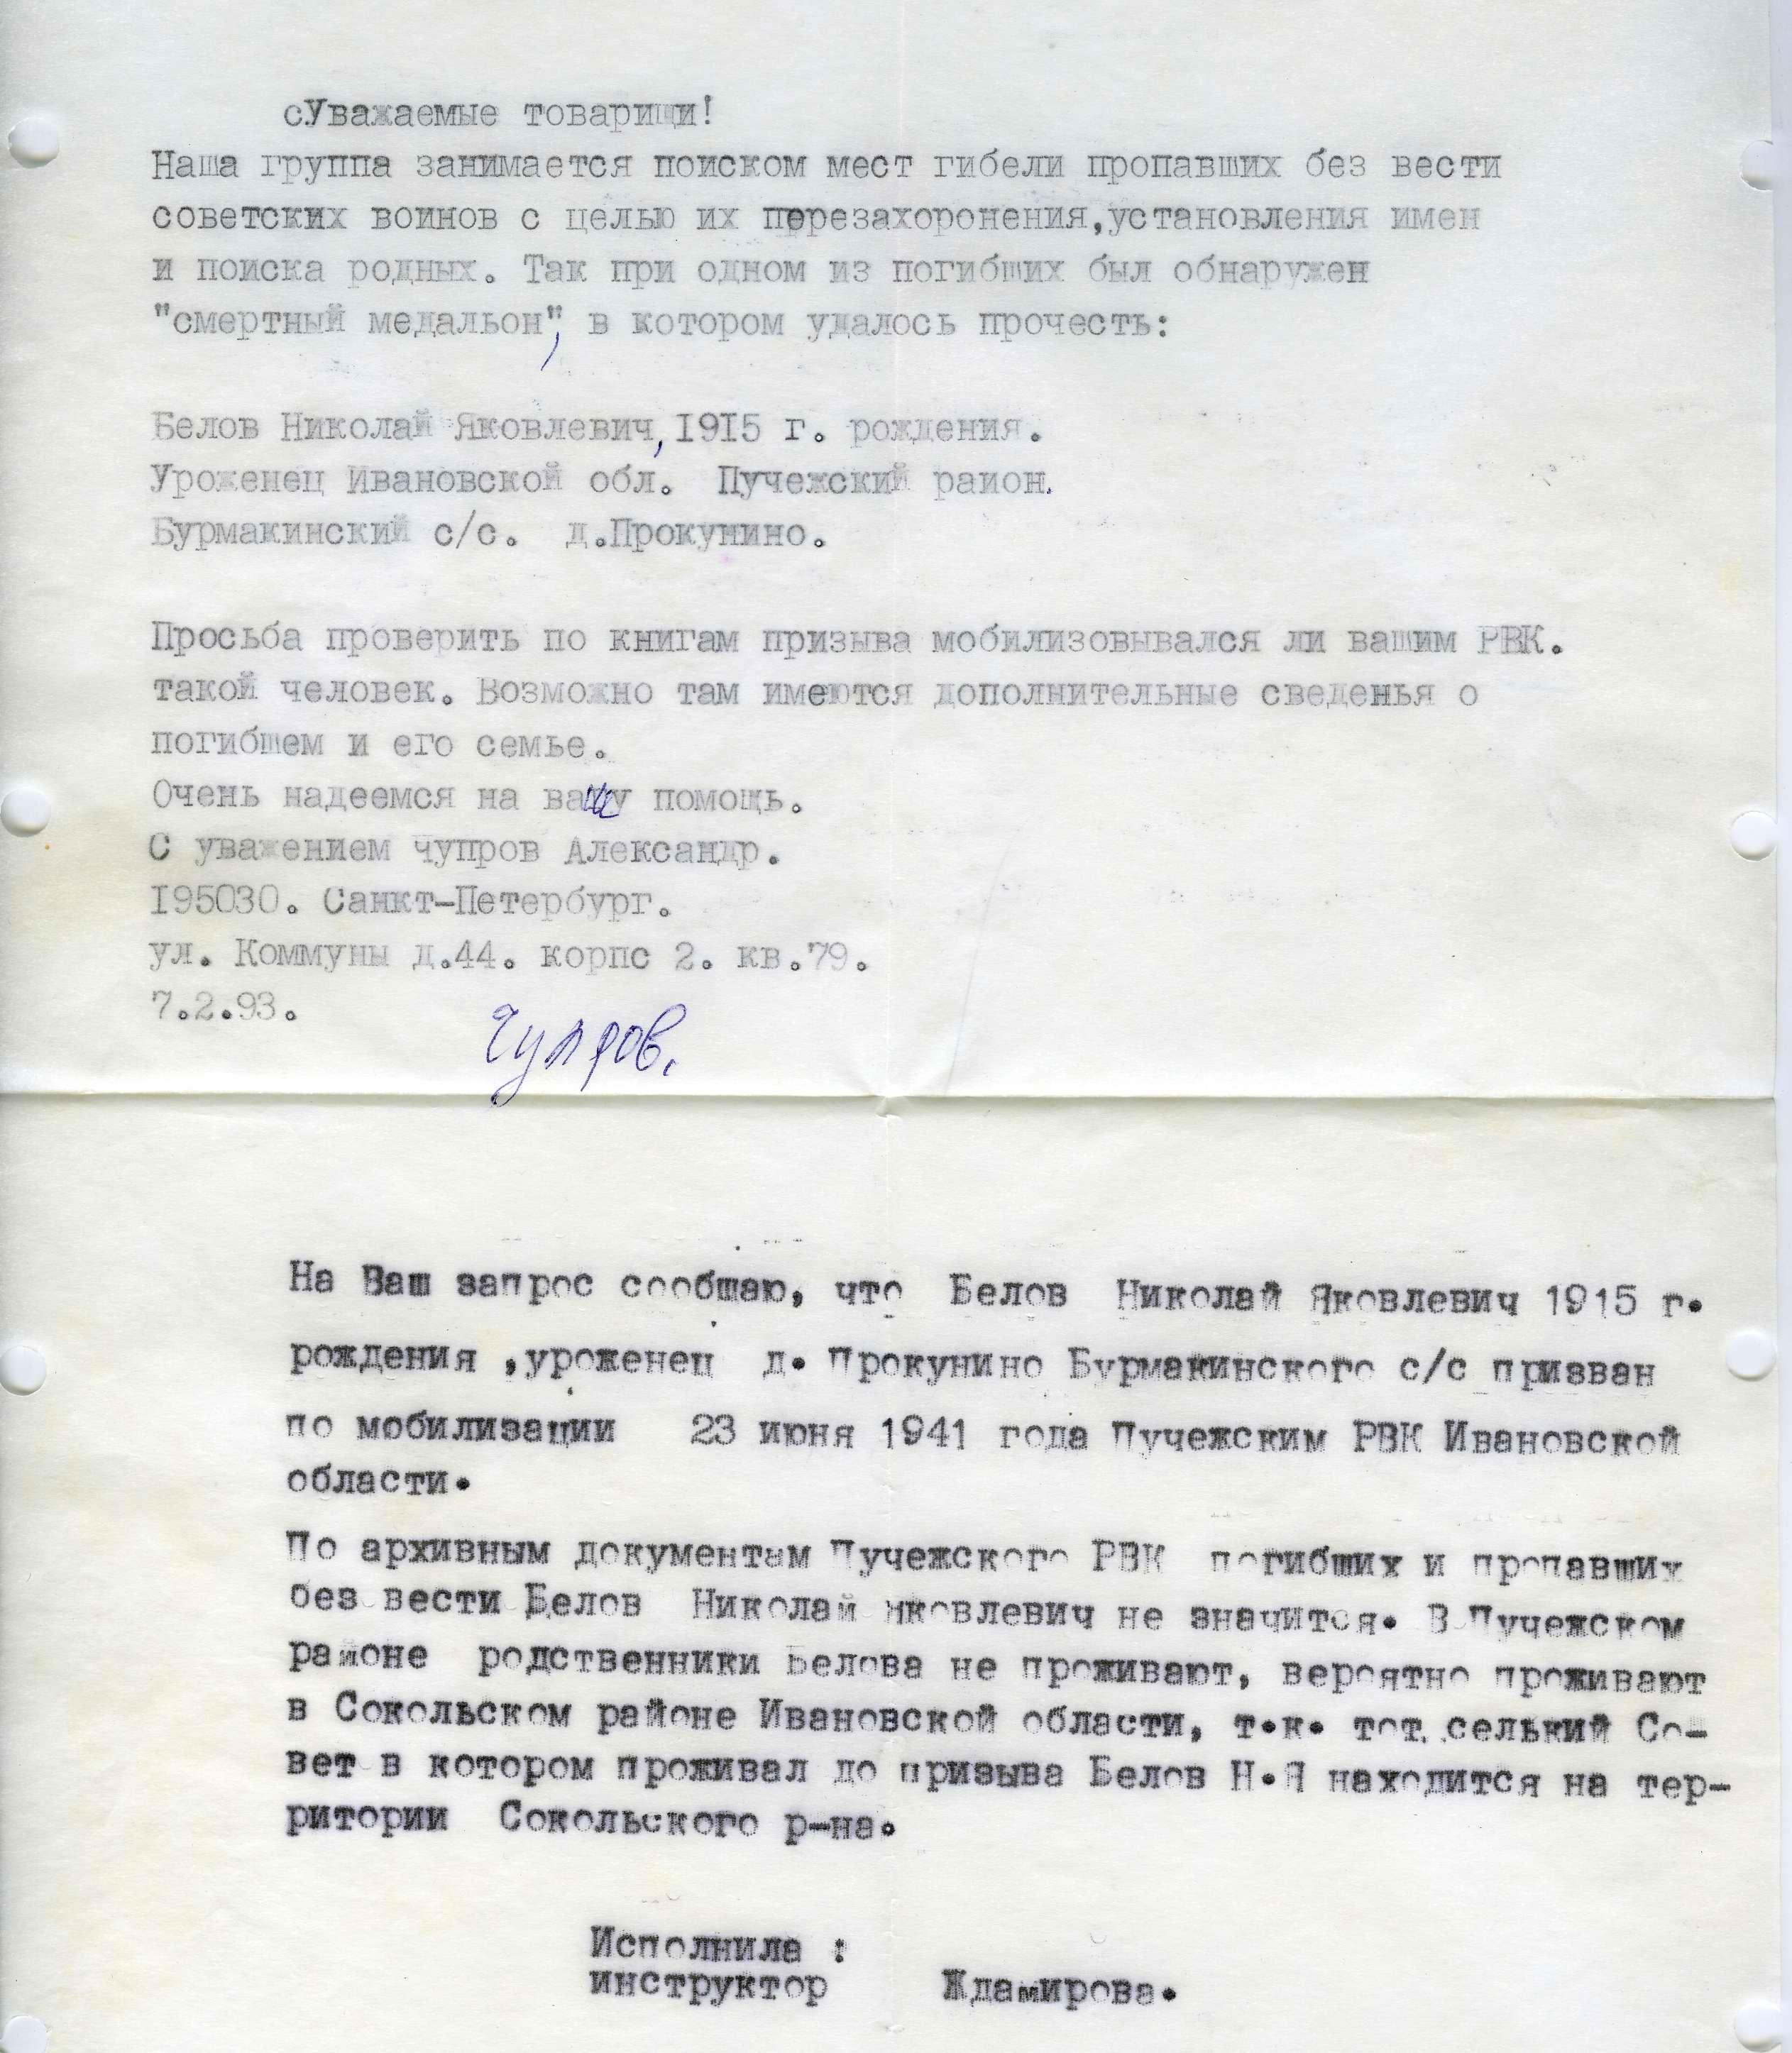 сУважаемые товарищи!
Наша группа занимается поиском мест гибели пропавших без вести
советских воинов с целью их перезахоронения,установления имен
и поиска родных. Так при одном из погибших был обнаружен
"смертный медальон", в котором удалось прочесть:
Белов Николай Яковлевич, I9I5 г. рождения.
Уроженец Ивановской обл. Пучежский раион.
Бурмакинский с/с. д.Прокунино.
Просьба проверить по книгам призыва мобилизовывался ли вашим РВК.
такой человек. Возможно там имеются дополнительные сведенья о
погибшем и его семье.
Очень надеемся на вашу помощь.
С уважением чупров Александр.
I95030. Санкт-Петербург.
ул. Коммуны д.44. корпс 2. кв.79.
7.2.93.
Чупров.
На Ваш запрос сообшаю, что Белов Николай Яковлевич 1915 г.
рождения ,уроженец д. Прокунино Бурмакинского с/с призван
по мобилизации 23 июня 1941 года Пучежским РВК Ивановской
области.
По архивным документам Пучежского РВК погибших и пропавших
без вести Белов Николай Яковлевич не значится. В Пучежском
районе родственники Белова не проживают, вероятно проживают
в Сокольском районе Ивановской области, т.к. тот селький Со-
вет в котором проживал до призыва Белов Н.Я находится на тер-
ритории Сокольского р-на.
Исполнила :
инструктор Ждамирова.